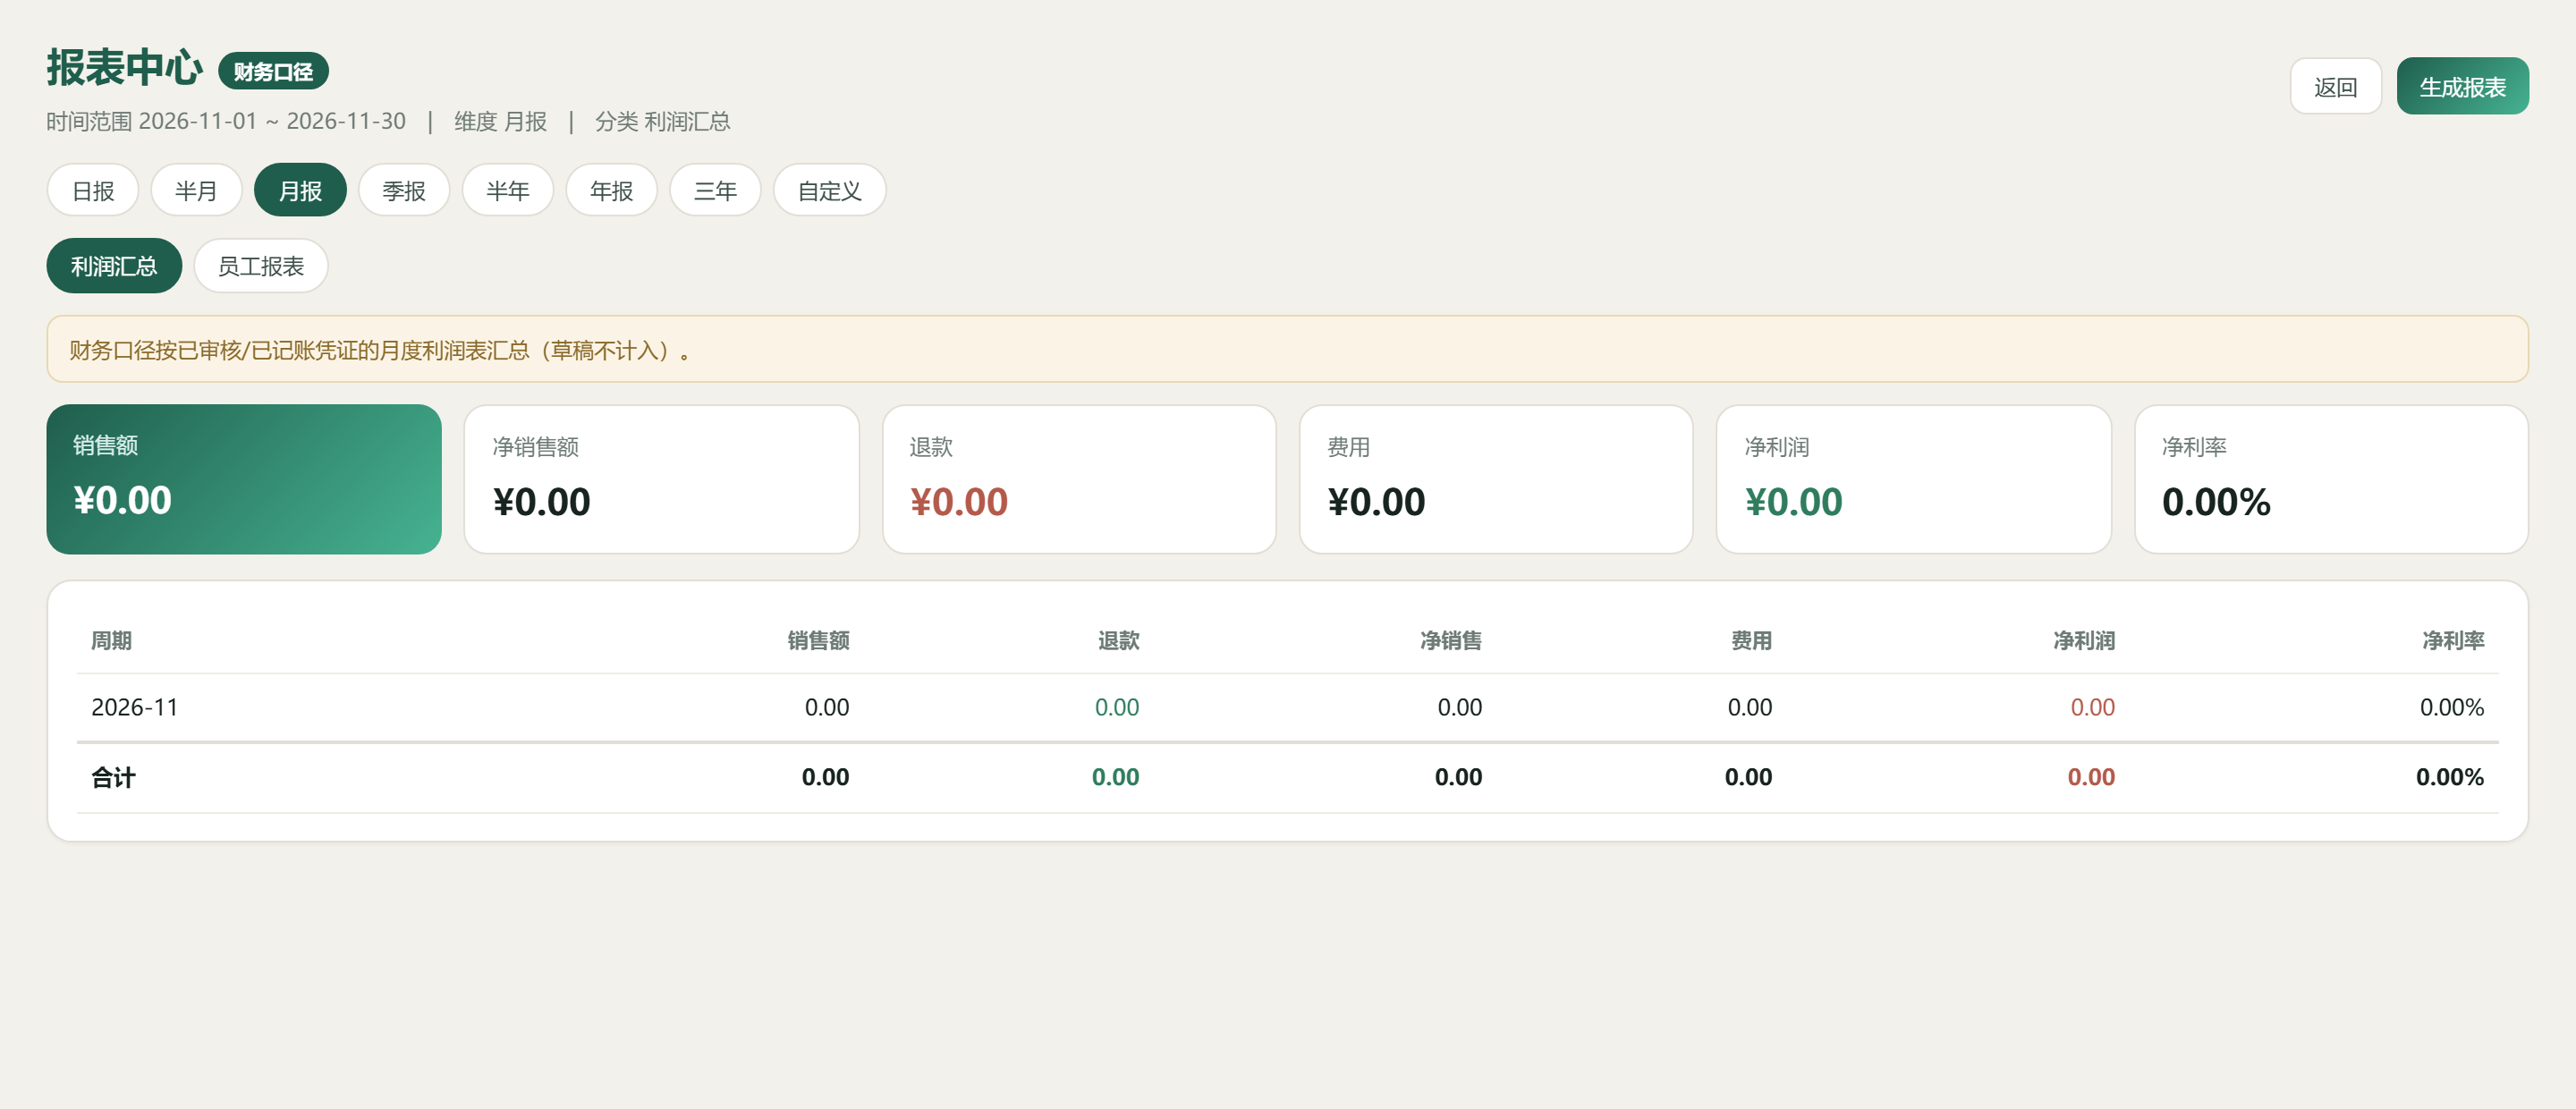 报表中心 财务口径
返回 生成报表
时间范围 2026-11-01 ~ 2026-11-30 | 维度 月报 | 分类 利润汇总
日报 半月 月报 季报 半年 年报 三年 自定义
利润汇总 员工报表
财务口径按已审核/已记账凭证的月度利润表汇总（草稿不计入）。
销售额 净销售额 退款 费用 净利润 净利率
¥0.00 ¥0.00 ¥0.00 ¥0.00 ¥0.00 0.00%
周期 销售额 退款 净销售 费用 净利润 净利率
2026-11 0.00 0.00 0.00 0.00 0.00 0.00%
合计 0.00 0.00 0.00 0.00 0.00 0.00%